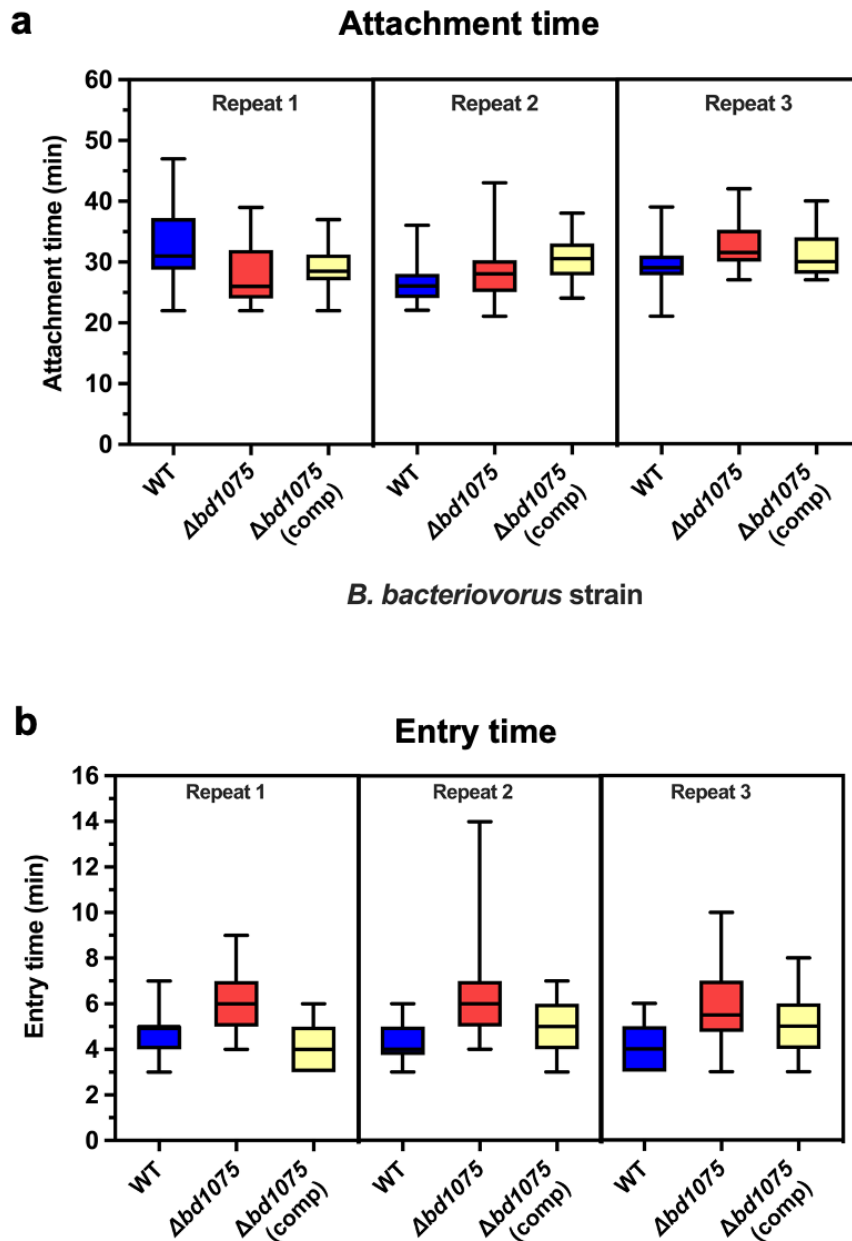 a
Attachment time
Attachment time (min)
60
50
40
30
20
10
0
Repeat 1
Repeat 2
Repeat 3
WT
Δbd1075
Δbd1075
(comp)
WT
Δbd1075
Δbd1075
(comp)
WT
Δbd1075
Δbd1075
(comp)
B. bacteriovorus strain
b
Entry time
Entry time (min)
16
14
12
10
8
6
4
2
0
Repeat 1
Repeat 2
Repeat 3
WT
Δbd1075
Δbd1075
(comp)
WT
Δbd1075
Δbd1075
(comp)
WT
Δbd1075
Δbd1075
(comp)